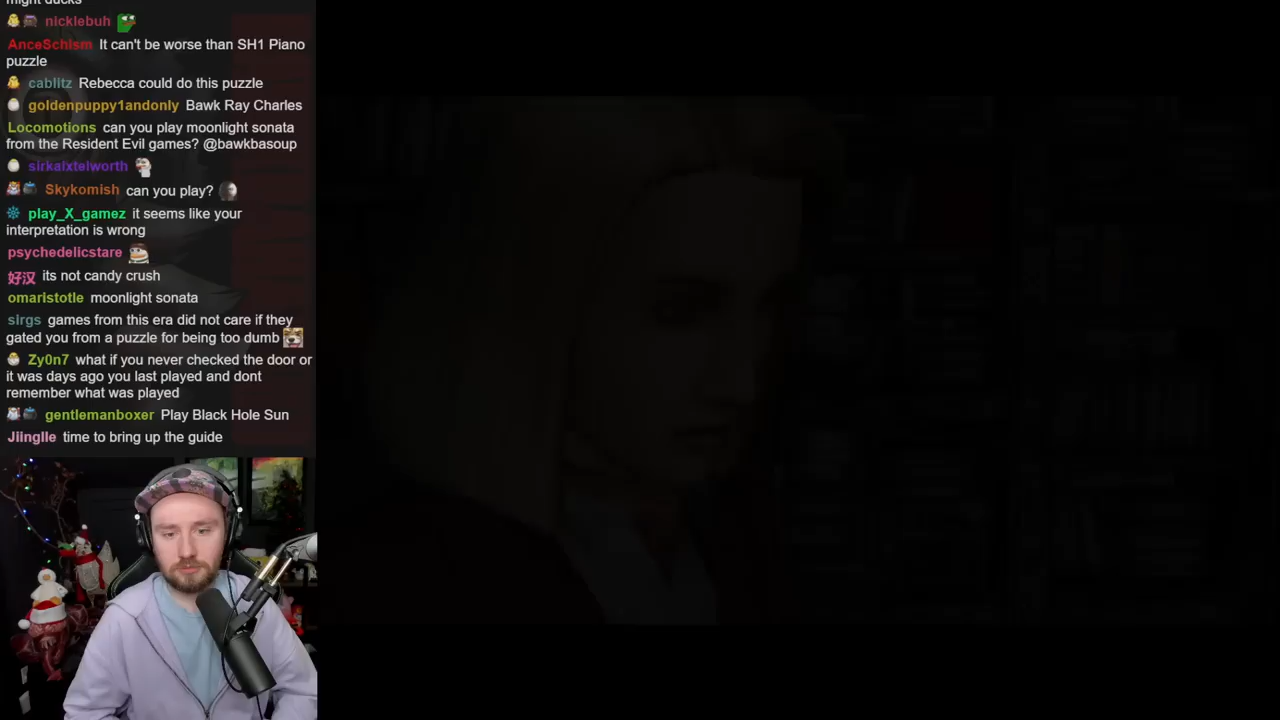 might ducks
nicklebuh
AnceSchism It can't be worse than SH1 Piano
puzzle
cablitz Rebecca could do this puzzle
goldenpuppy1andonly Bawk Ray Charles
Locomotions can you play moonlight sonata
from the Resident Evil games? @bawkbasoup
sirkaixtelworth
Skykomish can you play?
play_X_gamez it seems like your
interpretation is wrong
psychedelicstare
好汉 its not candy crush
omaristotle moonlight sonata
sirgs games from this era did not care if they
gated you from a puzzle for being too dumb
Zy0n7 what if you never checked the door or
it was days ago you last played and dont
remember what was played
gentlemanboxer Play Black Hole Sun
Jiinglle time to bring up the guide